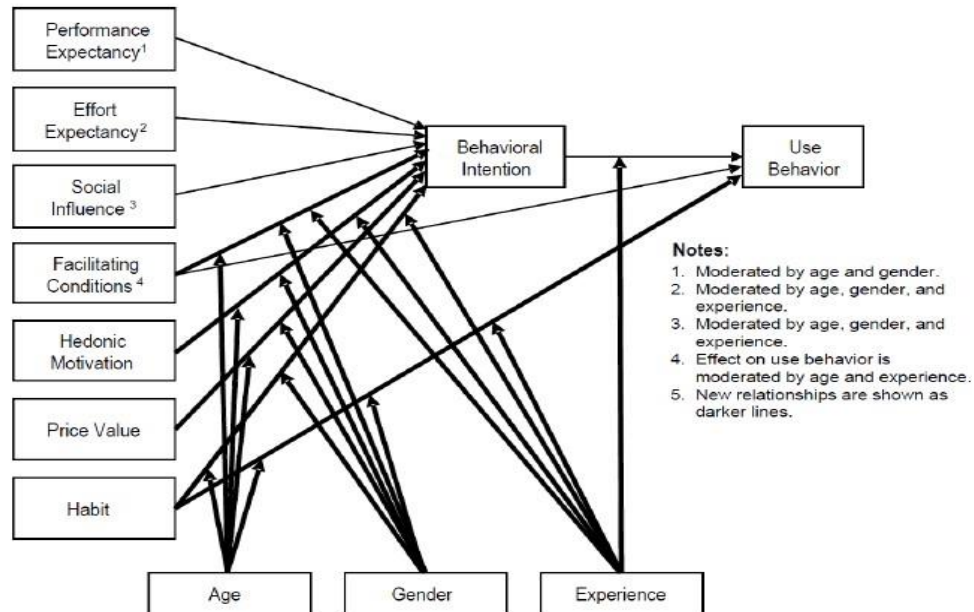 Performance
Expectancy¹
Effort
Expectancy²
Social
Influence ³
Facilitating
Conditions ⁴
Hedonic
Motivation
Price Value
Habit
Behavioral
Intention
Use
Behavior
Notes:
1. Moderated by age and gender.
2. Moderated by age, gender, and
experience.
3. Moderated by age, gender, and
experience.
4. Effect on use behavior is
moderated by age and experience.
5. New relationships are shown as
darker lines.
Age
Gender
Experience